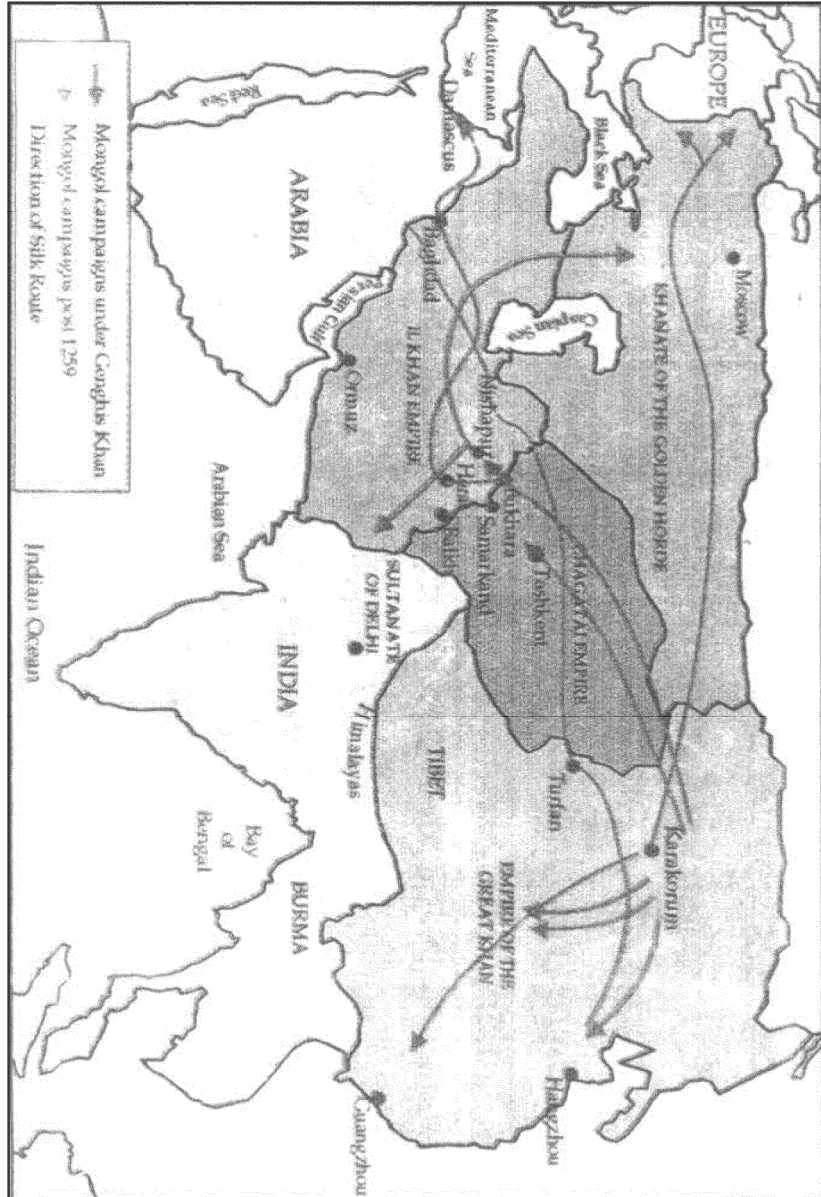 EUROPE
Moscow
KHANATE OF THE GOLDEN HORDE
Black Sea
Mediterranean
Sea
Caspian Sea
Damascus
Baghdad
Nishapur
Bukhara
Samarkand
Herat
Balkh
CHAGATAI EMPIRE
Tashkent
IL KHAN EMPIRE
Ormuz
Persian Gulf
Red Sea
ARABIA
Arabian Sea
Karakorum
Turfan
EMPIRE OF THE
GREAT KHAN
Hangzhou
Guangzhou
TIBET
Himalayas
SULTANATE
OF DELHI
INDIA
Bay
of
Bengal
BURMA
Indian Ocean
Mongol campaigns under Genghis Khan
Mongol campaigns post 1259
Direction of Silk Route